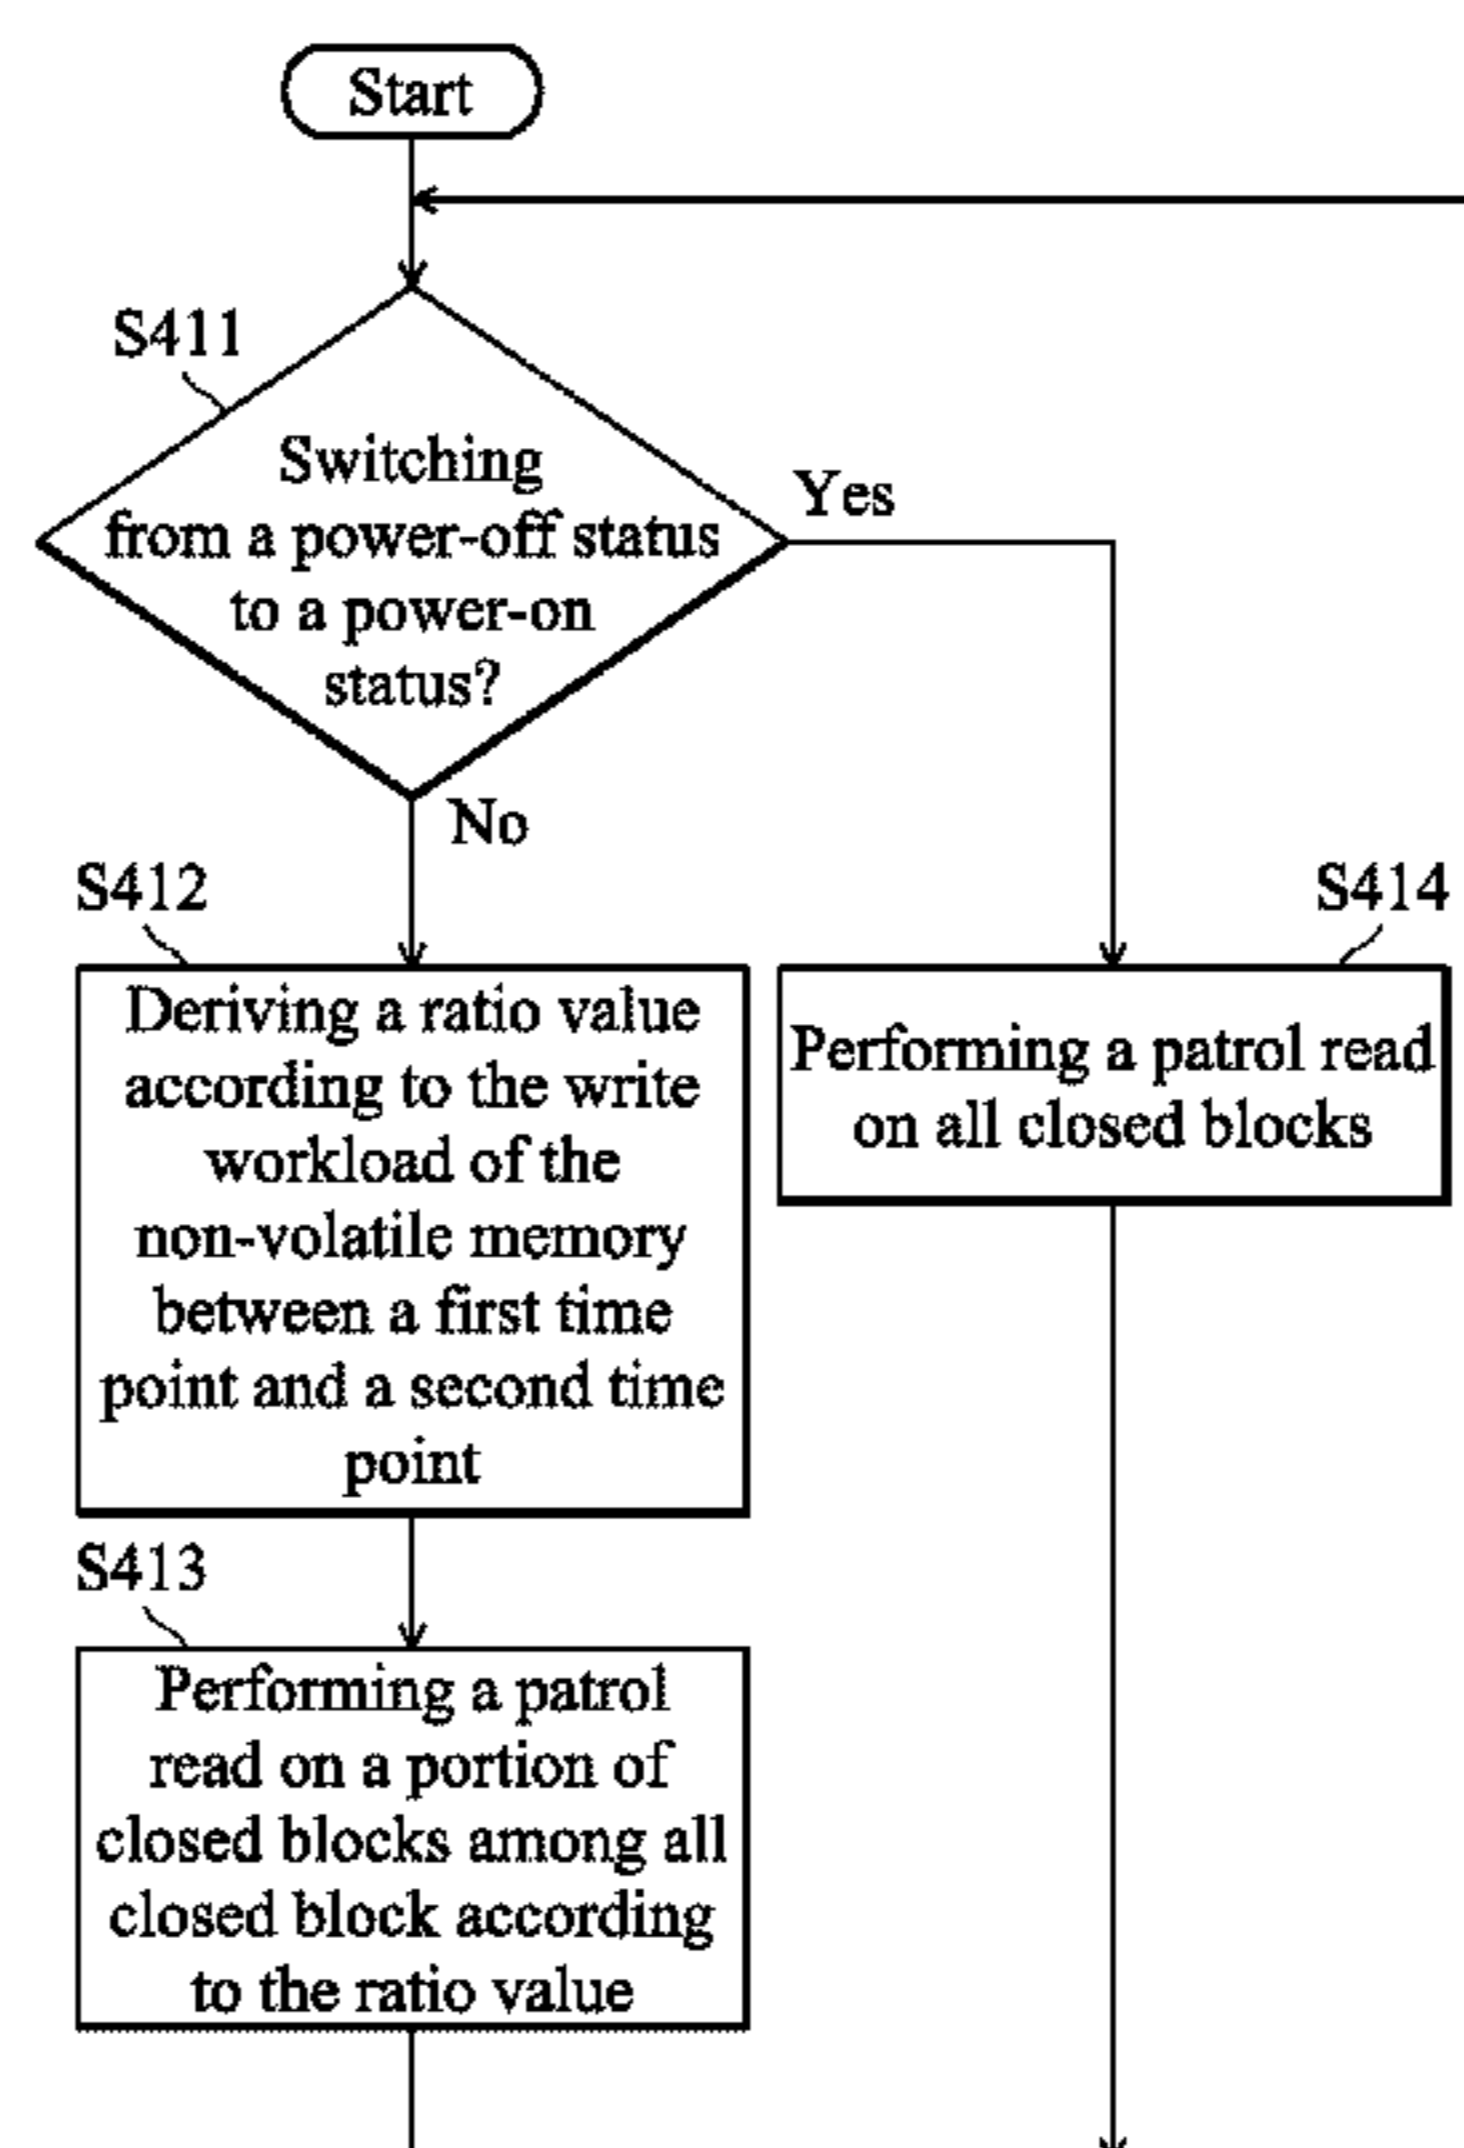 Start
S411
Switching
from a power-off status
to a power-on
status?
Yes
No
S412
Deriving a ratio value
according to the write
workload of the
non-volatile memory
between a first time
point and a second time
point
S414
Performing a patrol read
on all closed blocks
S413
Performing a patrol
read on a portion of
closed blocks among all
closed block according
to the ratio value